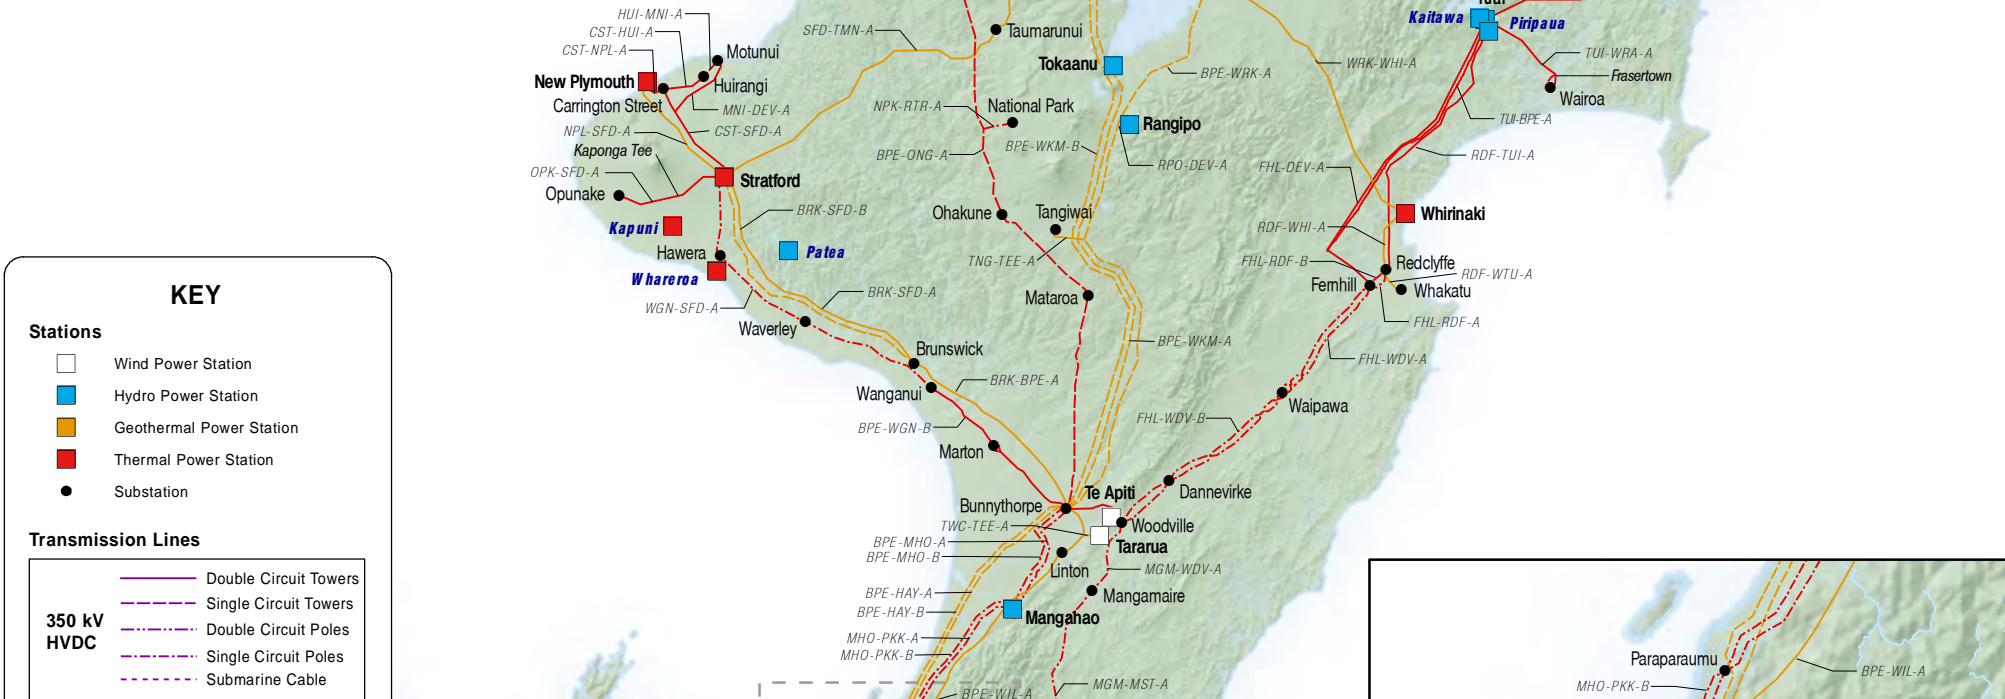 KEY
Stations
Wind Power Station
Hydro Power Station
Geothermal Power Station
Thermal Power Station
Substation
Transmission Lines
350 kV
HVDC
Double Circuit Towers
Single Circuit Towers
Double Circuit Poles
Single Circuit Poles
Submarine Cable
HUI-MNI-A
CST-HUI-A
CST-NPL-A
Motunui
New Plymouth
Huirangi
Carrington Street
MNI-DEV-A
NPL-SFD-A
CST-SFD-A
Kaponga Tee
OPK-SFD-A
Stratford
Opunake
BRK-SFD-B
Kapuni
Hawera
Patea
Whareroa
WGN-SFD-A
BRK-SFD-A
Waverley
Brunswick
Wanganui
BRK-BPE-A
BPE-WGN-B
Marton
SFD-TMN-A
Taumarunui
Tokaanu
BPE-WRK-A
WRK-WHI-A
NPK-RTR-A
National Park
Rangipo
BPE-ONG-A
BPE-WKM-B
RPO-DEV-A
Ohakune
Tangiwai
TNG-TEE-A
Mataroa
BPE-WKM-A
Kaitawa
Piripaua
TUI-WRA-A
Frasertown
Wairoa
TUI-BPE-A
RDF-TUI-A
FHL-DEV-A
Whirinaki
RDF-WHI-A
FHL-RDF-B
Redclyffe
RDF-WTU-A
Fernhill
Whakatu
FHL-RDF-A
FHL-WDV-A
Waipawa
FHL-WDV-B
Dannevirke
Te Apiti
Bunnythorpe
Woodville
TWC-TEE-A
Tararua
BPE-MHO-A
BPE-MHO-B
Linton
MGM-WDV-A
BPE-HAY-A
Mangamaire
BPE-HAY-B
Mangahao
MHO-PKK-A
MHO-PKK-B
MGM-MST-A
BPE-WIL-A
Paraparaumu
MHO-PKK-B
BPE-WIL-A